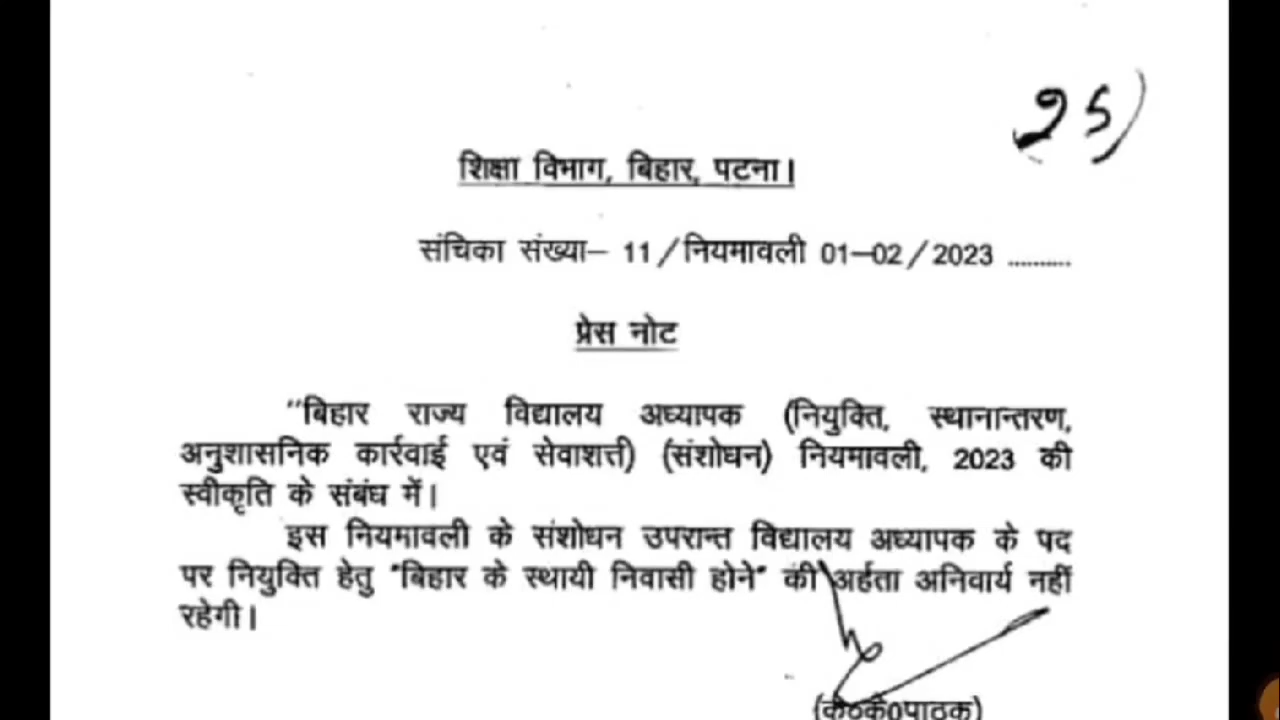 25)
शिक्षा विभाग, बिहार, पटना।
संचिका संख्या– 11/नियमावली 01–02/2023 ..........
प्रेस नोट
"बिहार राज्य विद्यालय अध्यापक (नियुक्ति, स्थानान्तरण,
अनुशासनिक कार्रवाई एवं सेवाशर्त्त) (संशोधन) नियमावली, 2023 की
स्वीकृति के संबंध में।
इस नियमावली के संशोधन उपरान्त विद्यालय अध्यापक के पद
पर नियुक्ति हेतु "बिहार के स्थायी निवासी होने" की अर्हता अनिवार्य नहीं
रहेगी।
(के०के०पाठक)